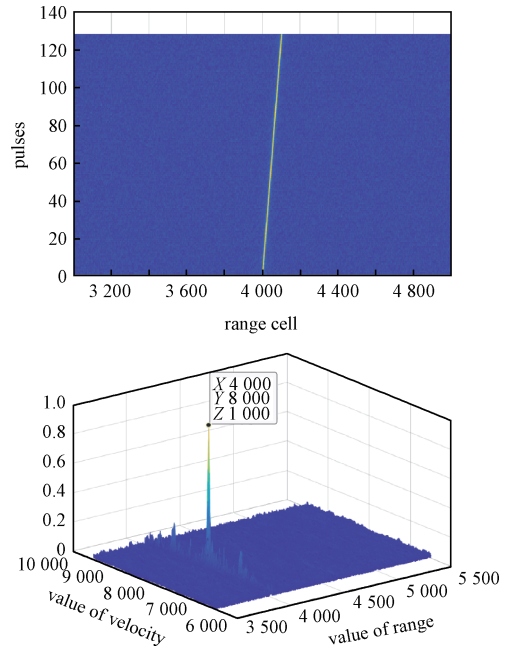 140
120
100
80
60
40
20
0
pulses
3 200 3 600 4 000 4 400 4 800
range cell
X 4 000
Y 8 000
Z 1 000
1.0
0.8
0.6
0.4
0.2
0
10 000 9 000 8 000 7 000 6 000
value of velocity
3 500 4 000 4 500 5 000 5 500
value of range